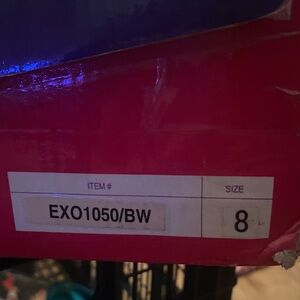 ITEM # SIZE
EXO1050/BW 8